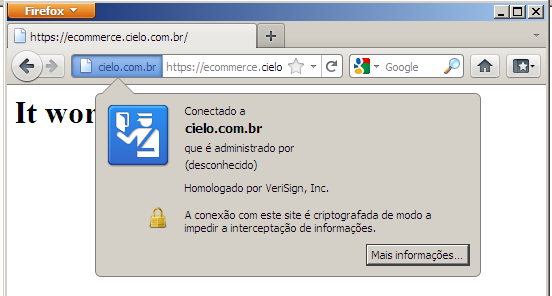 Firefox
https://ecommerce.cielo.com.br/
cielo.com.br https://ecommerce.cielo Google
It wor
Conectado a
cielo.com.br
que é administrado por
(desconhecido)
Homologado por VeriSign, Inc.
A conexão com este site é criptografada de modo a
impedir a interceptação de informações.
Mais informações...